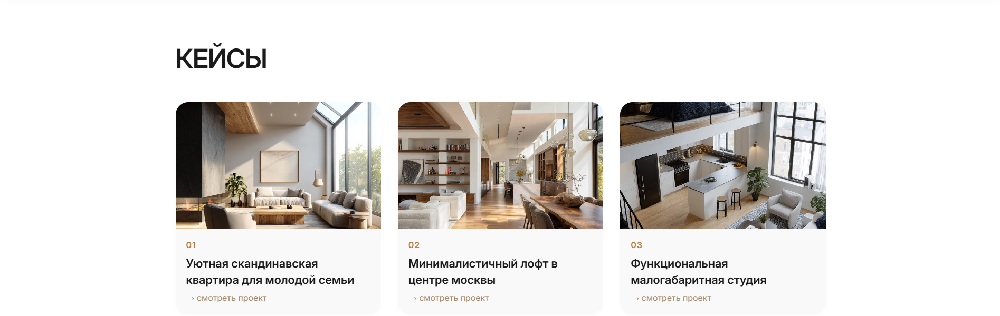 КЕЙСЫ
01
Уютная скандинавская
квартира для молодой семьи
→ смотреть проект
02
Минималистичный лофт в
центре москвы
→ смотреть проект
03
Функциональная
малогабаритная студия
→ смотреть проект